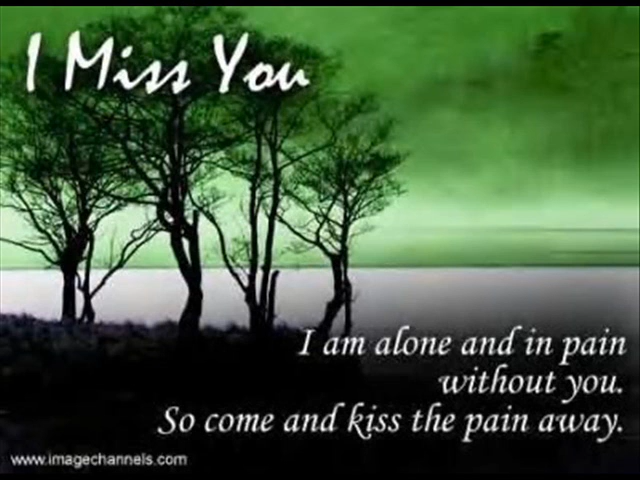 I Miss You
I am alone and in pain
without you.
So come and kiss the pain away.
www.imagechannels.com